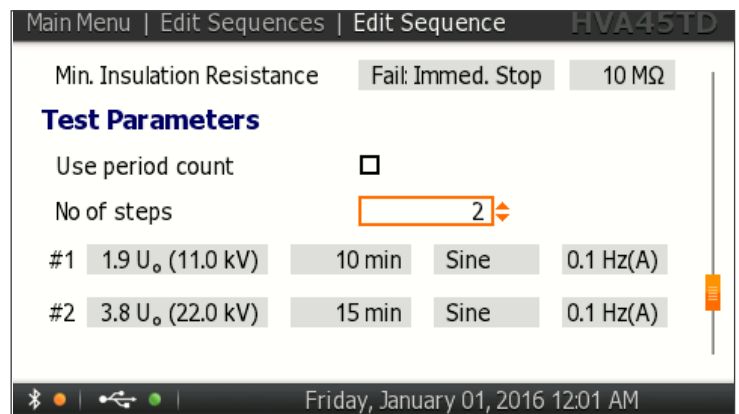 Main Menu | Edit Sequences | Edit Sequence HVA45TD
Min. Insulation Resistance Fail: Immed. Stop 10 MΩ
Test Parameters
Use period count
No of steps 2
#1 1.9 U₀ (11.0 kV) 10 min Sine 0.1 Hz(A)
#2 3.8 U₀ (22.0 kV) 15 min Sine 0.1 Hz(A)
Friday, January 01, 2016 12:01 AM